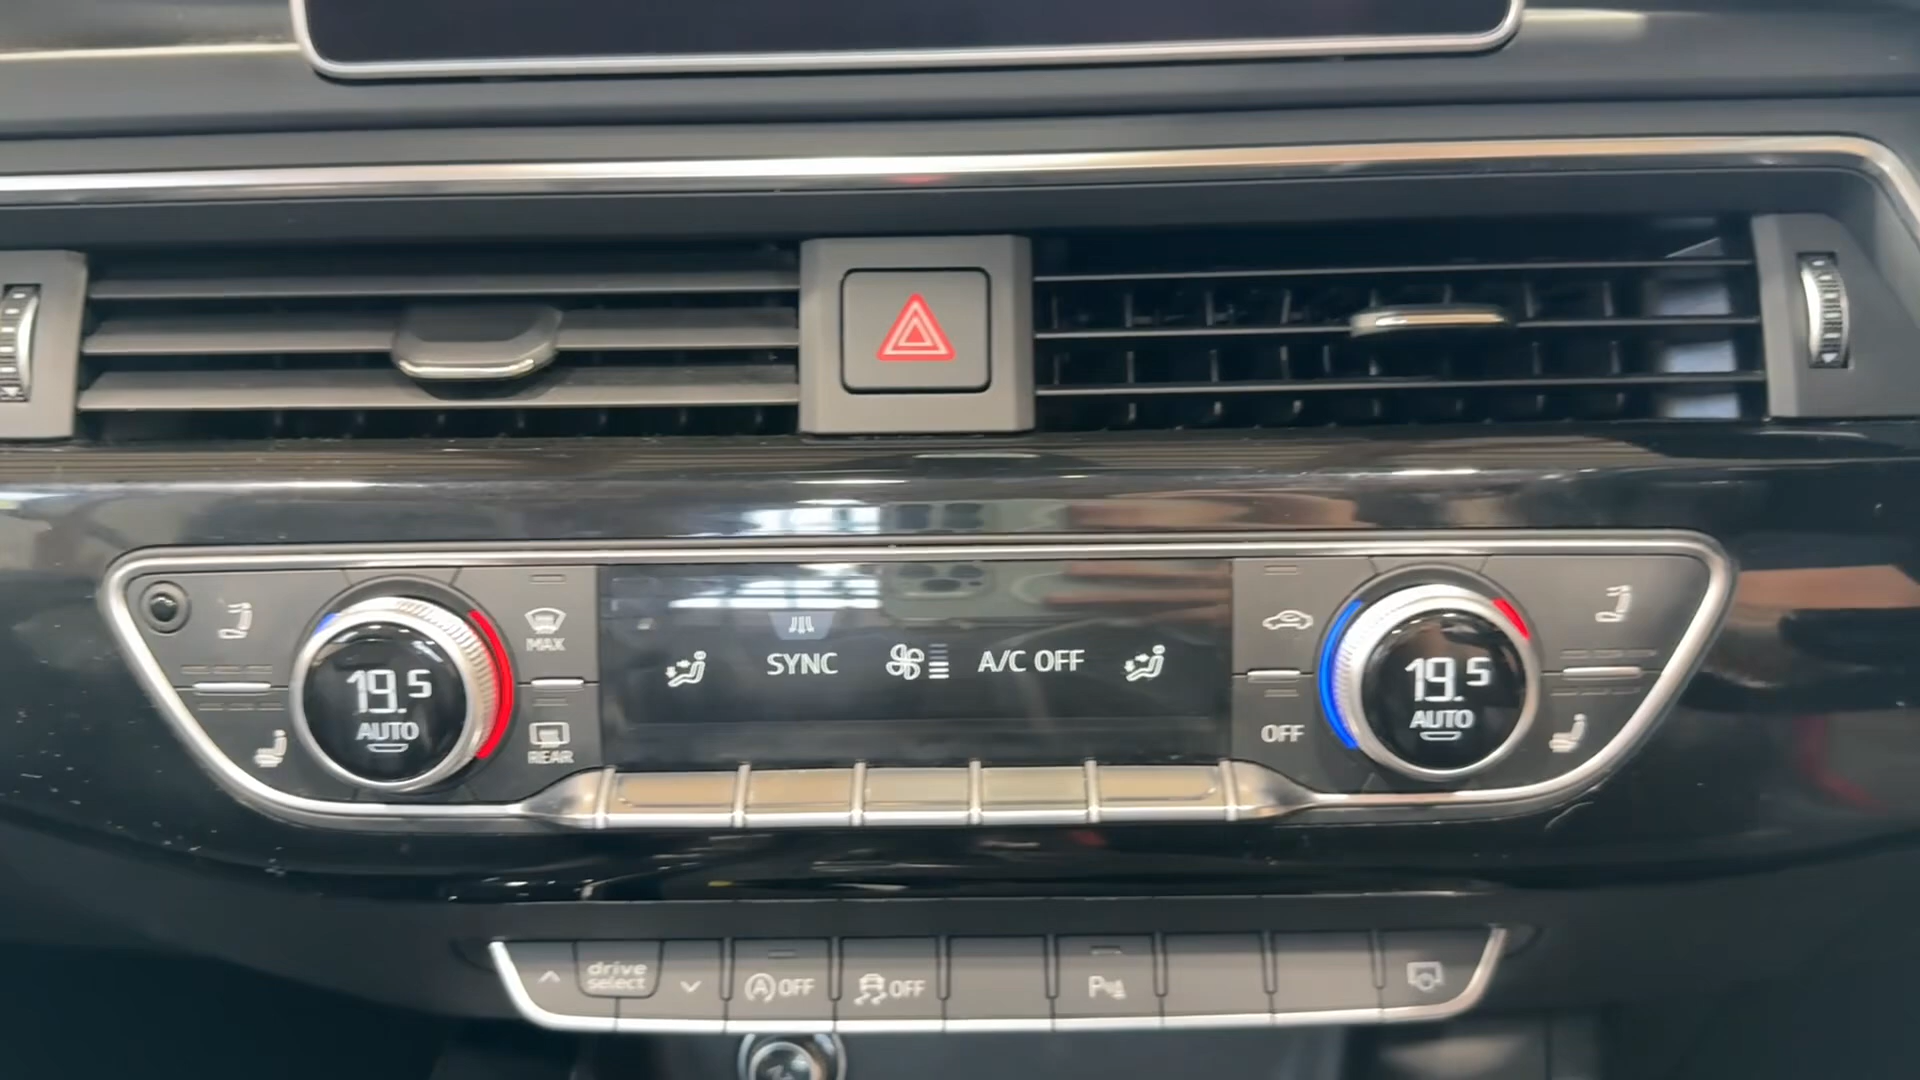 MAX
SYNC
A/C OFF
19.5
AUTO
19.5
AUTO
REAR
OFF
drive
select
A OFF
OFF
P